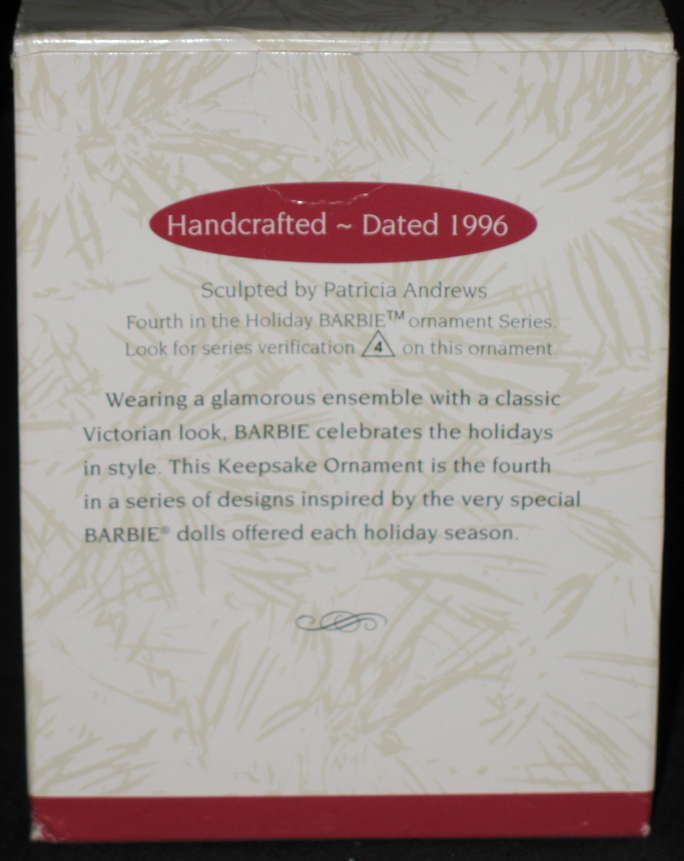 Handcrafted ~ Dated 1996
Sculpted by Patricia Andrews
Fourth in the Holiday BARBIE™ ornament Series.
Look for series verification 4 on this ornament.
Wearing a glamorous ensemble with a classic
Victorian look, BARBIE celebrates the holidays
in style. This Keepsake Ornament is the fourth
in a series of designs inspired by the very special
BARBIE® dolls offered each holiday season.